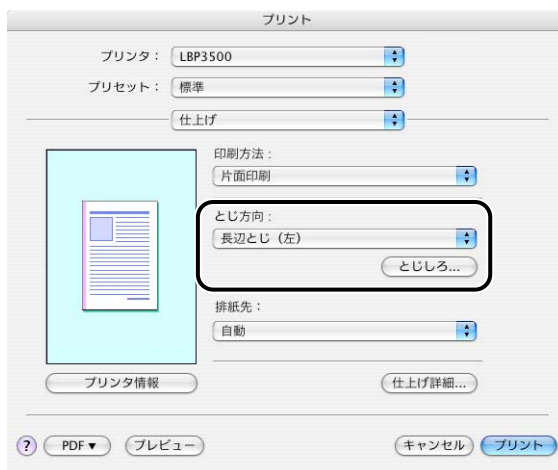 プリント
プリンタ： LBP3500
プリセット： 標準
仕上げ
印刷方法：
片面印刷
とじ方向：
長辺とじ（左）
とじしろ...
排紙先：
自動
プリンタ情報 仕上げ詳細...
? PDF▼ プレビュー キャンセル プリント